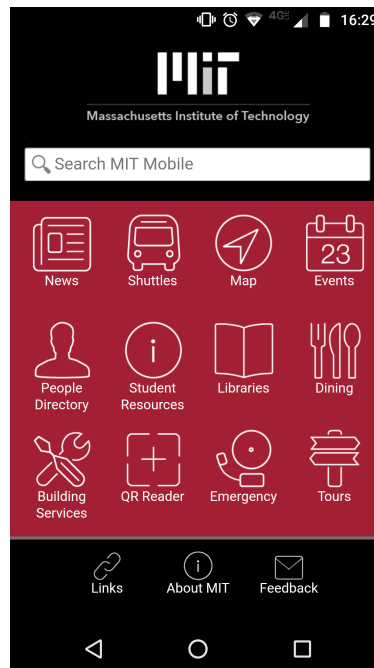 4G 16:29
MIT
Massachusetts Institute of Technology
Search MIT Mobile
23
News Shuttles Map Events
People Student Libraries Dining
Directory Resources
Building QR Reader Emergency Tours
Services
Links About MIT Feedback